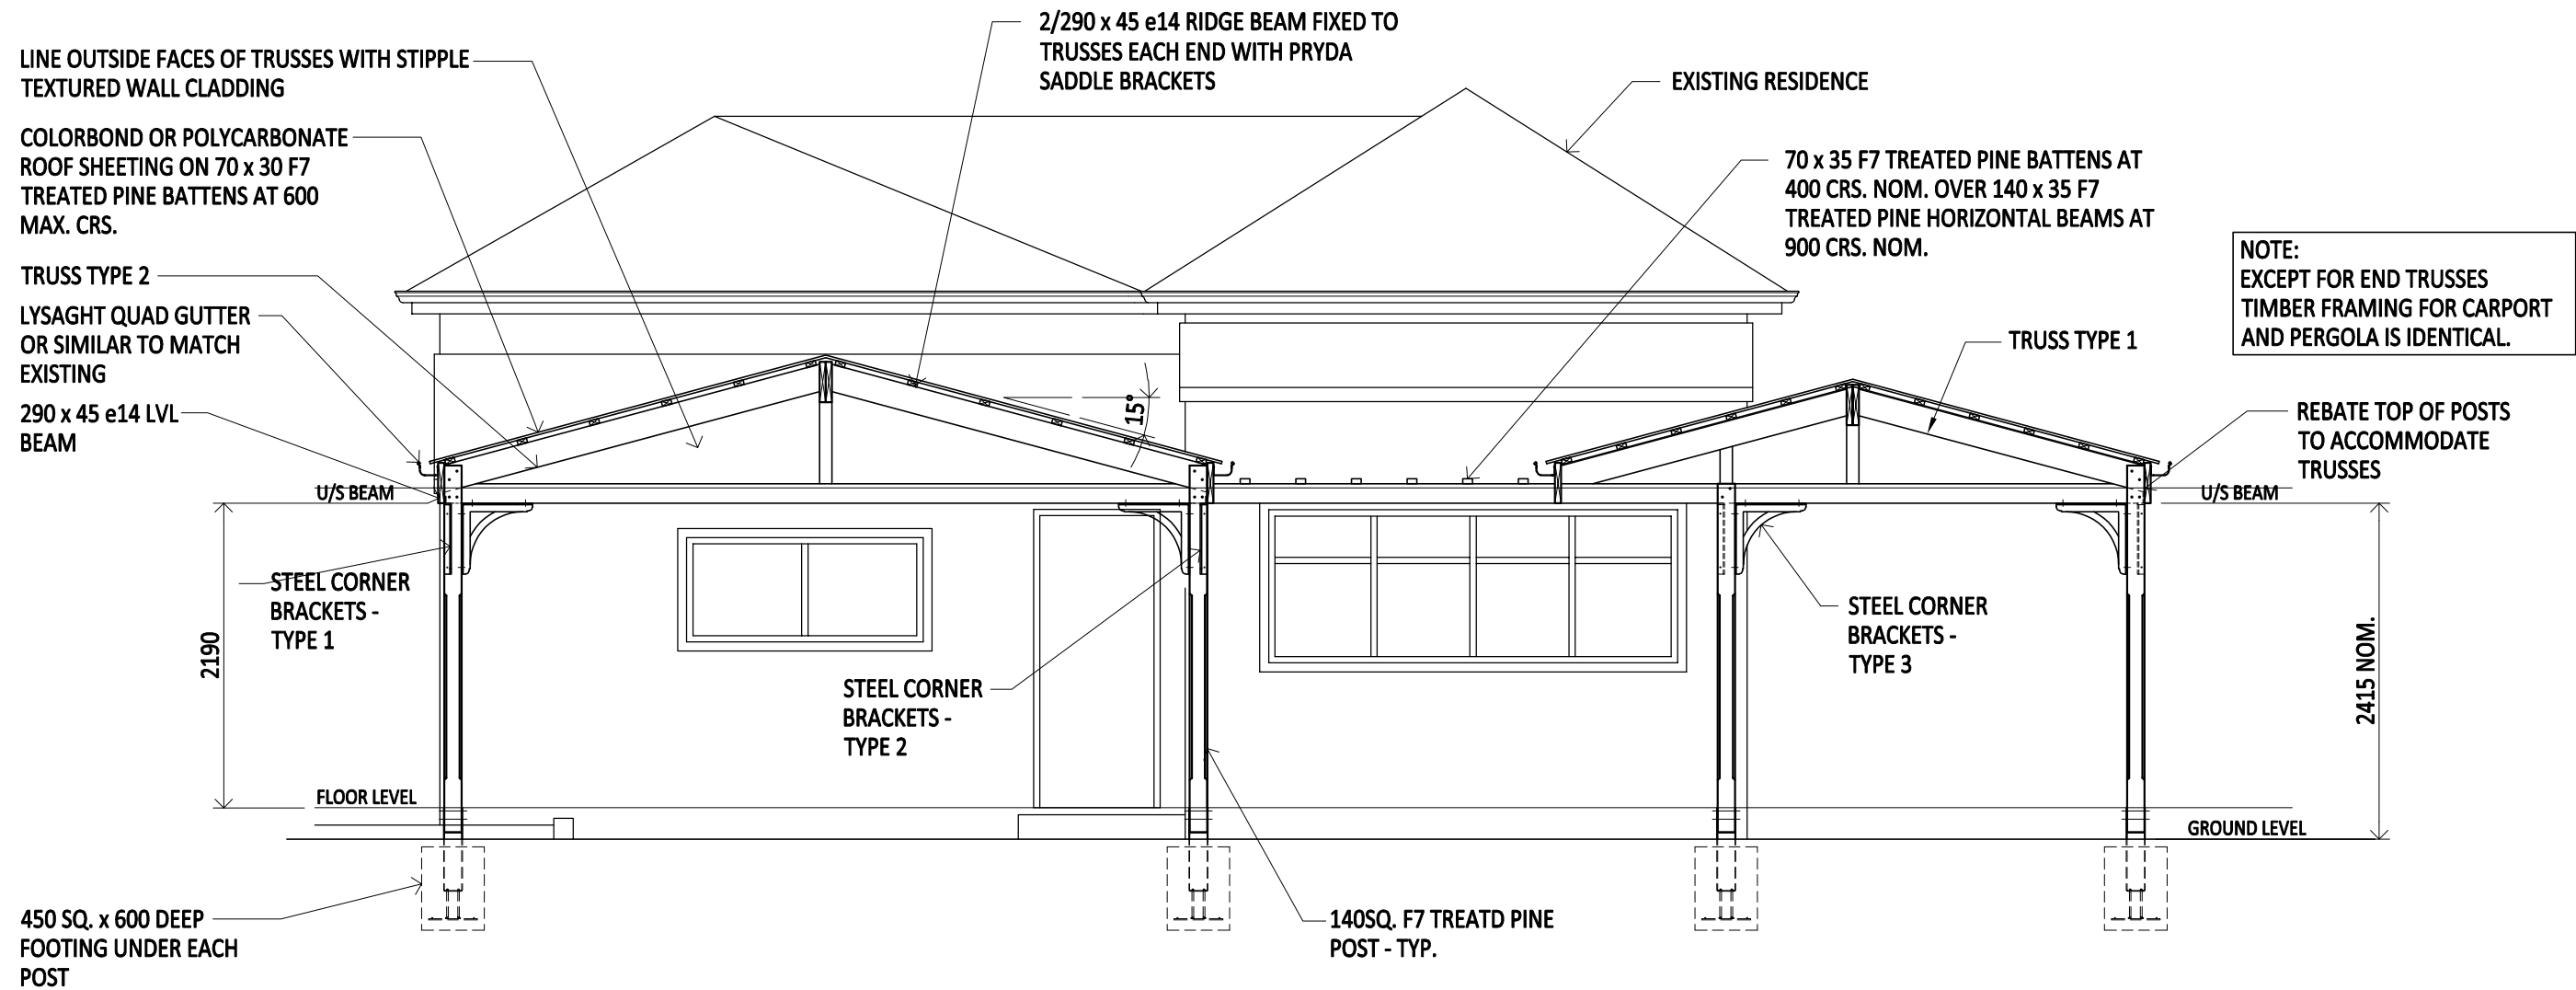 LINE OUTSIDE FACES OF TRUSSES WITH STIPPLE
TEXTURED WALL CLADDING
COLORBOND OR POLYCARBONATE
ROOF SHEETING ON 70 x 30 F7
TREATED PINE BATTENS AT 600
MAX. CRS.
TRUSS TYPE 2
LYSAGHT QUAD GUTTER
OR SIMILAR TO MATCH
EXISTING
290 x 45 e14 LVL
BEAM
2/290 x 45 e14 RIDGE BEAM FIXED TO
TRUSSES EACH END WITH PRYDA
SADDLE BRACKETS
EXISTING RESIDENCE
70 x 35 F7 TREATED PINE BATTENS AT
400 CRS. NOM. OVER 140 x 35 F7
TREATED PINE HORIZONTAL BEAMS AT
900 CRS. NOM.
NOTE:
EXCEPT FOR END TRUSSES
TIMBER FRAMING FOR CARPORT
AND PERGOLA IS IDENTICAL.
TRUSS TYPE 1
REBATE TOP OF POSTS
TO ACCOMMODATE
TRUSSES
15°
U/S BEAM
U/S BEAM
STEEL CORNER
BRACKETS -
TYPE 1
STEEL CORNER
BRACKETS -
TYPE 2
STEEL CORNER
BRACKETS -
TYPE 3
2190
2415 NOM.
FLOOR LEVEL
GROUND LEVEL
450 SQ. x 600 DEEP
FOOTING UNDER EACH
POST
140SQ. F7 TREATD PINE
POST - TYP.